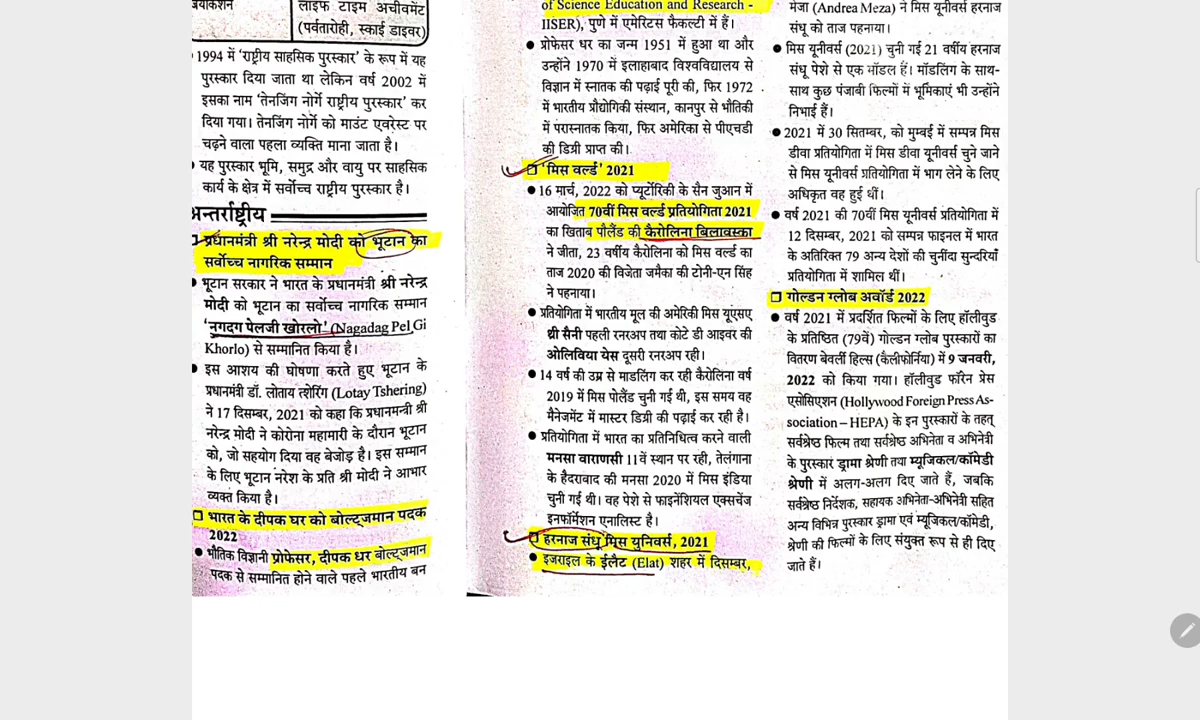 लाइफ टाइम अचीवमेंट
(पर्वतारोही, स्काई डाइवर)
1994 में 'राष्ट्रीय साहसिक पुरस्कार' के रूप में यह
पुरस्कार दिया जाता था लेकिन वर्ष 2002 में
इसका नाम 'तेनजिंग नोर्गे राष्ट्रीय पुरस्कार' कर
दिया गया। तेनजिंग नोर्गे को माउंट एवरेस्ट पर
चढ़ने वाला पहला व्यक्ति माना जाता है।
यह पुरस्कार भूमि, समुद्र और वायु पर साहसिक
कार्य के क्षेत्र में सर्वोच्च राष्ट्रीय पुरस्कार है।
अन्तर्राष्ट्रीय
❑ प्रधानमंत्री श्री नरेन्द्र मोदी को भूटान का
सर्वोच्च नागरिक सम्मान
● भूटान सरकार ने भारत के प्रधानमंत्री श्री नरेन्द्र
मोदी को भूटान का सर्वोच्च नागरिक सम्मान
'नगदग पेलजी खोरलो' (Nagadag Pel Gi
Khorlo) से सम्मानित किया है।
● इस आशय की घोषणा करते हुए भूटान के
प्रधानमंत्री डॉ. लोताय त्शेरिंग (Lotay Tshering)
ने 17 दिसम्बर, 2021 को कहा कि प्रधानमन्त्री श्री
नरेन्द्र मोदी ने कोरोना महामारी के दौरान भूटान
को, जो सहयोग दिया वह बेजोड़ है। इस सम्मान
के लिए भूटान नरेश के प्रति श्री मोदी ने आभार
व्यक्त किया है।
❑ भारत के दीपक घर को बोल्ट्जमान पदक
2022
● भौतिक विज्ञानी प्रोफेसर, दीपक धर बोल्ट्जमान
पदक से सम्मानित होने वाले पहले भारतीय बन
of Science Education and Research -
IISER), पुणे में एमेरिटस फैकल्टी में हैं।
● प्रोफेसर धर का जन्म 1951 में हुआ था और
उन्होंने 1970 में इलाहाबाद विश्वविद्यालय से
विज्ञान में स्नातक की पढ़ाई पूरी की, फिर 1972
में भारतीय प्रौद्योगिकी संस्थान, कानपुर से भौतिकी
में परास्नातक किया, फिर अमेरिका से पीएचडी
की डिग्री प्राप्त की।
❑ 'मिस वर्ल्ड' 2021
● 16 मार्च, 2022 को प्यूर्टोरिकी के सैन जुआन में
आयोजित 70वीं मिस वर्ल्ड प्रतियोगिता 2021
का खिताब पौलैंड की कैरोलिना बिलावस्का
ने जीता, 23 वर्षीय कैरोलिना को मिस वर्ल्ड का
ताज 2020 की विजेता जमैका की टोनी-एन सिंह
ने पहनाया।
● प्रतियोगिता में भारतीय मूल की अमेरिकी मिस यूएसए
श्री सैनी पहली रनअप तथा कोटे डी आइवर की
ओलिविया येस दूसरी रनअप रही।
● 14 वर्ष की उम्र से माडलिंग कर रही कैरोलिना वर्ष
2019 में मिस पोलैंड चुनी गई थी, इस समय वह
मैनेजमेंट में मास्टर डिग्री की पढ़ाई कर रही है।
● प्रतियोगिता में भारत का प्रतिनिधित्व करने वाली
मनसा वाराणसी 11वें स्थान पर रही, तेलंगाना
के हैदराबाद की मनसा 2020 में मिस इंडिया
चुनी गई थी। वह पेशे से फाइनेंशियल एक्सचेंज
इनफॉर्मेशन एनालिस्ट है।
❑ हरनाज संधू मिस युनिवर्स, 2021
● इजराइल के ईलैट (Elat) शहर में दिसम्बर,
मेजा (Andrea Meza) ने मिस यूनीवर्स हरनाज
संधू को ताज पहनाया।
● मिस यूनीवर्स (2021) चुनी गई 21 वर्षीय हरनाज
संधू पेशे से एक मॉडल हैं। मॉडलिंग के साथ-
साथ कुछ पंजाबी फिल्मों में भूमिकाएं भी उन्होंने
निभाई हैं।
● 2021 में 30 सितम्बर, को मुम्बई में सम्पन्न मिस
डीवा प्रतियोगिता में मिस डीवा यूनीवर्स चुने जाने
से मिस यूनीवर्स प्रतियोगिता में भाग लेने के लिए
अधिकृत वह हुई थीं।
● वर्ष 2021 की 70वीं मिस यूनीवर्स प्रतियोगिता में
12 दिसम्बर, 2021 को सम्पन्न फाइनल में भारत
के अतिरिक्त 79 अन्य देशों की चुनींदा सुन्दरियाँ
प्रतियोगिता में शामिल थीं।
❑ गोल्डन ग्लोब अवॉर्ड 2022
● वर्ष 2021 में प्रदर्शित फिल्मों के लिए हॉलीवुड
के प्रतिष्ठित (79वें) गोल्डन ग्लोब पुरस्कारों का
वितरण बेवर्ली हिल्स (कैलीफोर्निया) में 9 जनवरी,
2022 को किया गया। हॉलीवुड फॉरेन प्रेस
एसोसिएशन (Hollywood Foreign Press As-
sociation – HEPA) के इन पुरस्कारों के तहत्
सर्वश्रेष्ठ फिल्म तथा सर्वश्रेष्ठ अभिनेता व अभिनेत्री
के पुरस्कार ड्रामा श्रेणी तथा म्यूजिकल/कॉमेडी
श्रेणी में अलग-अलग दिए जाते हैं, जबकि
सर्वश्रेष्ठ निर्देशक, सहायक अभिनेता-अभिनेत्री सहित
अन्य विभिन्न पुरस्कार ड्रामा एवं म्यूजिकल/कॉमेडी,
श्रेणी की फिल्मों के लिए संयुक्त रूप से ही दिए
जाते हैं।